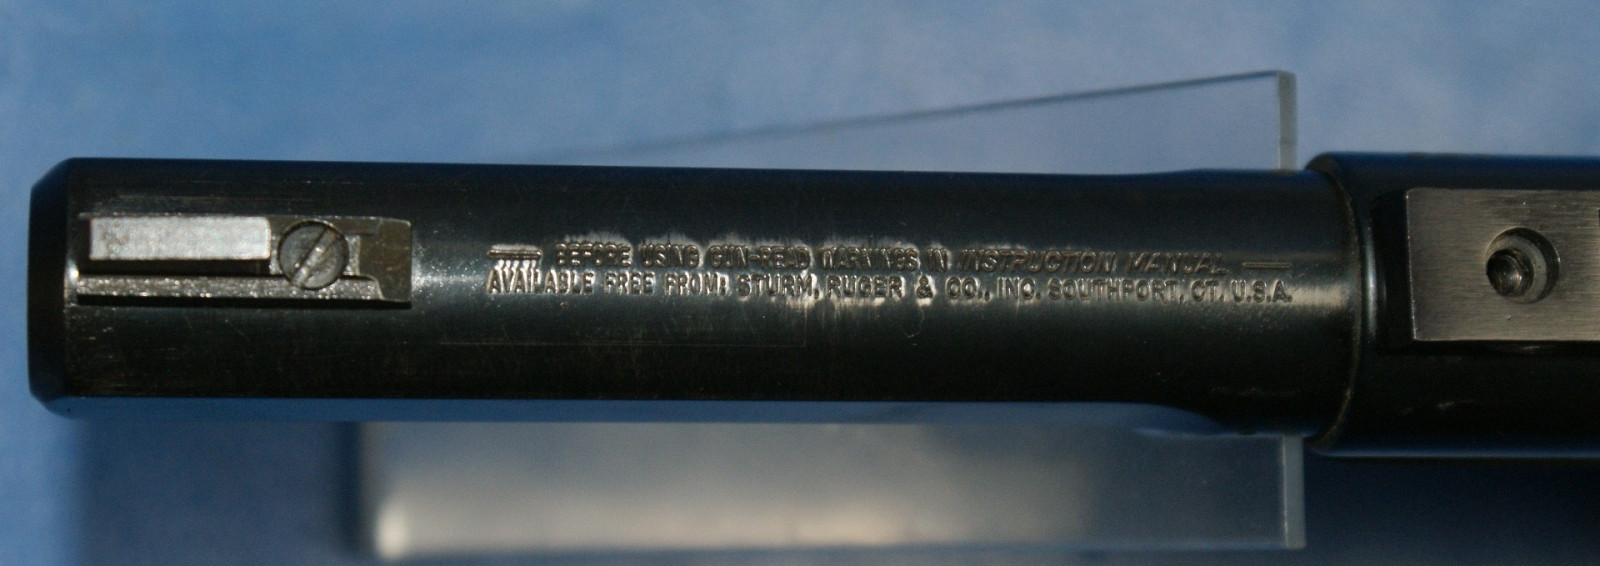 BEFORE USING GUN-READ WARNINGS IN INSTRUCTION MANUAL
AVAILABLE FREE FROM: STURM, RUGER & CO., INC. SOUTHPORT, CT. U.S.A.